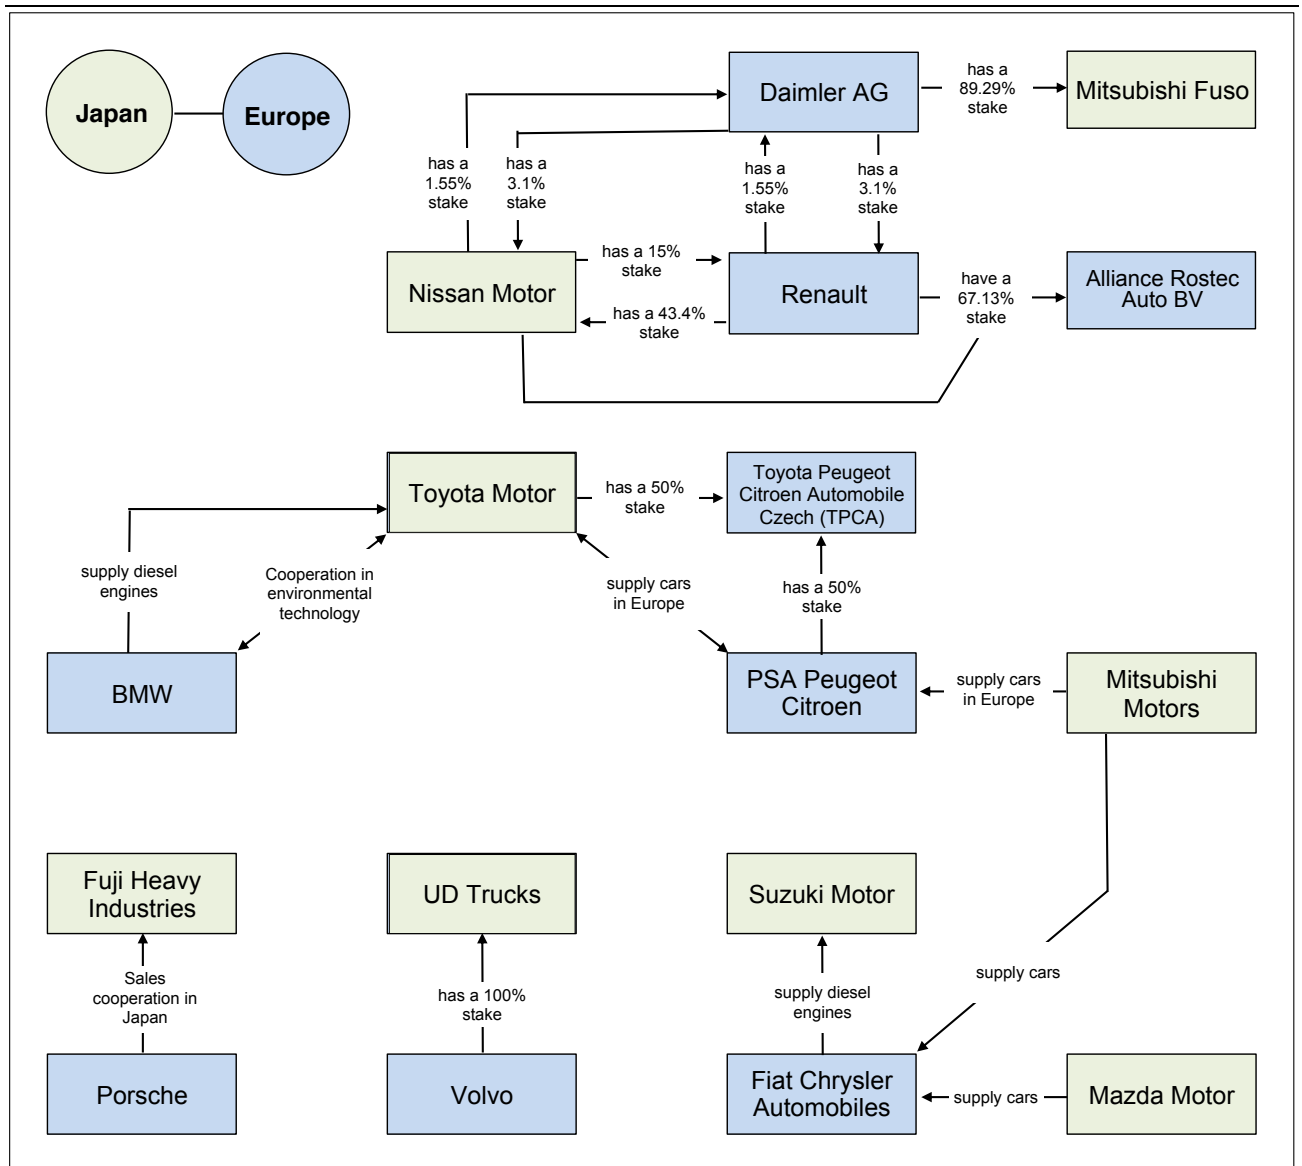 Japan
Europe
Daimler AG
has a
89.29%
stake
Mitsubishi Fuso
has a
1.55%
stake
has a
3.1%
stake
has a
1.55%
stake
has a
3.1%
stake
Nissan Motor
has a 15%
stake
has a 43.4%
stake
Renault
have a
67.13%
stake
Alliance Rostec
Auto BV
Toyota Motor
has a 50%
stake
Toyota Peugeot
Citroen Automobile
Czech (TPCA)
supply diesel
engines
Cooperation in
environmental
technology
supply cars
in Europe
has a 50%
stake
BMW
PSA Peugeot
Citroen
supply cars
in Europe
Mitsubishi
Motors
Fuji Heavy
Industries
UD Trucks
Suzuki Motor
Sales
cooperation in
Japan
has a 100%
stake
supply diesel
engines
supply cars
Porsche
Volvo
Fiat Chrysler
Automobiles
supply cars
Mazda Motor